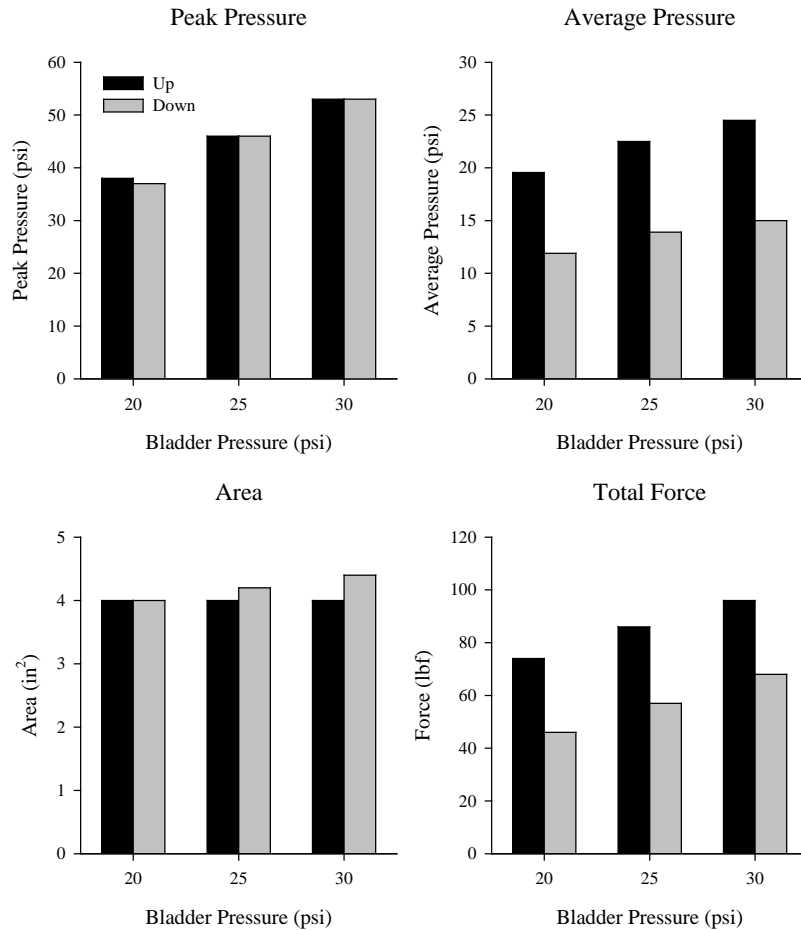 Peak Pressure
Peak Pressure (psi)
60
50
40
30
20
10
0
Up
Down
20 25 30
Bladder Pressure (psi)
Average Pressure
Average Pressure (psi)
30
25
20
15
10
5
0
20 25 30
Bladder Pressure (psi)
Area
Area (in²)
5
4
3
2
1
0
20 25 30
Bladder Pressure (psi)
Total Force
Force (lbf)
120
100
80
60
40
20
0
20 25 30
Bladder Pressure (psi)